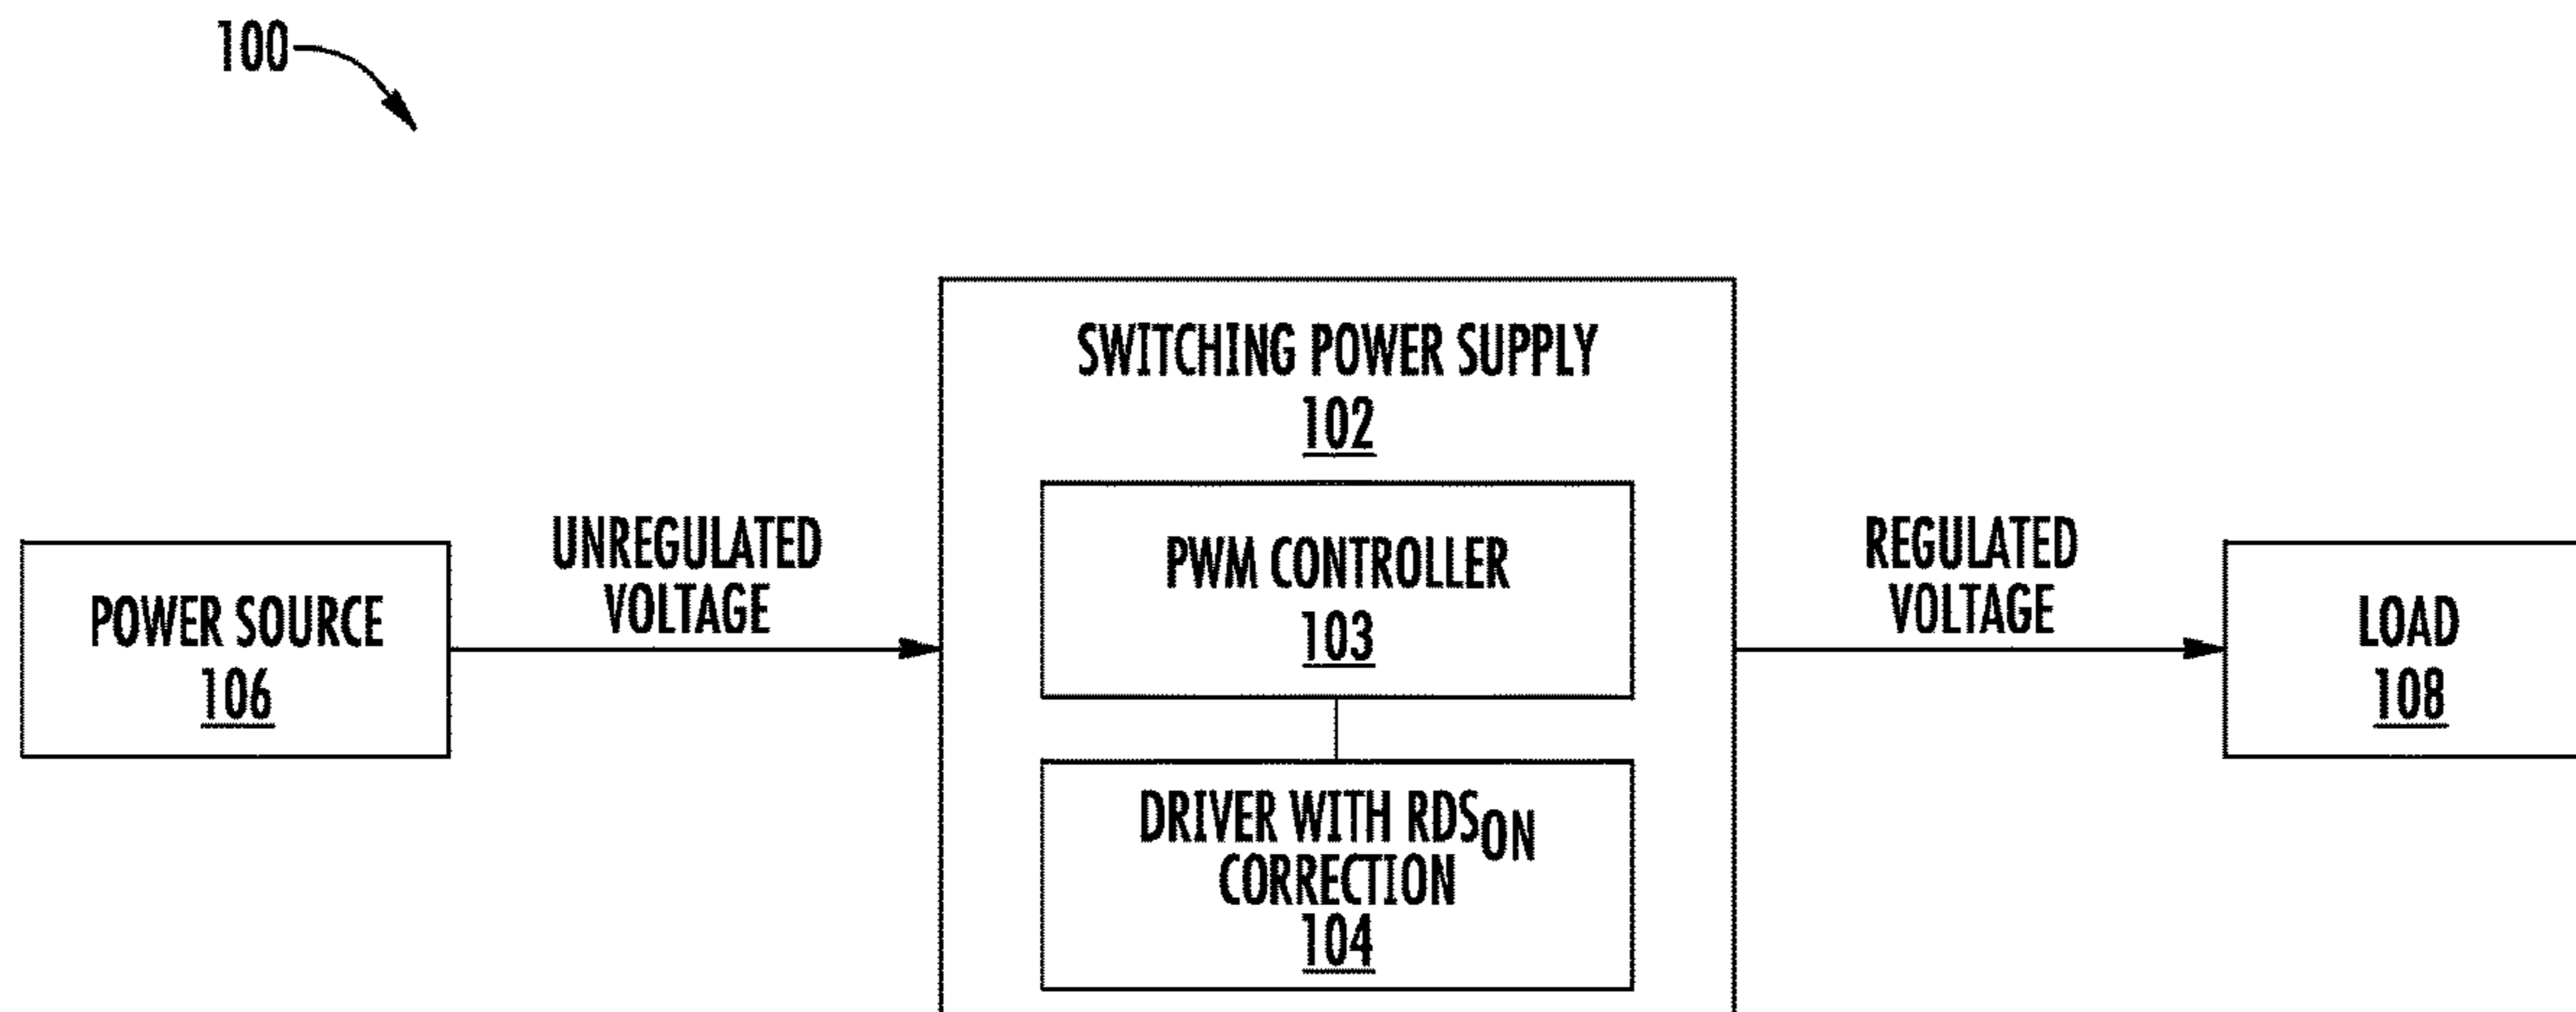 100
SWITCHING POWER SUPPLY
102
PWM CONTROLLER
103
DRIVER WITH RDSON
CORRECTION
104
POWER SOURCE
106
UNREGULATED
VOLTAGE
REGULATED
VOLTAGE
LOAD
108